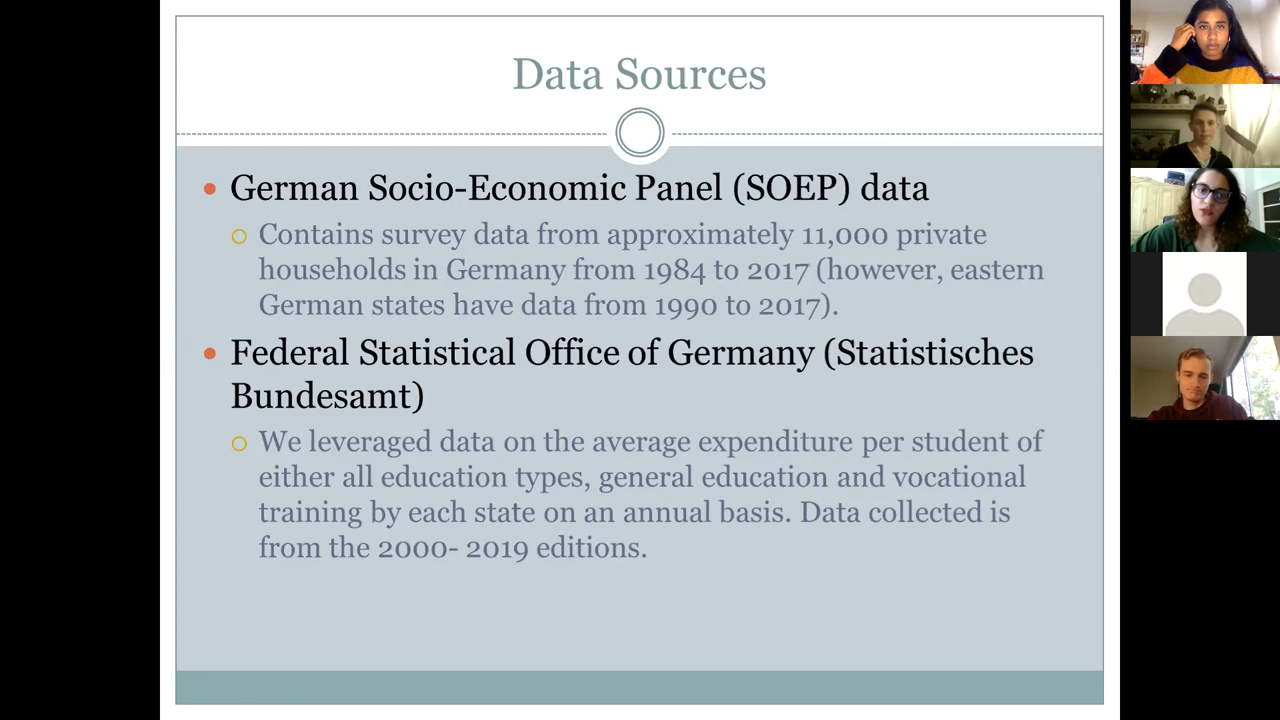 Data Sources
German Socio-Economic Panel (SOEP) data
Contains survey data from approximately 11,000 private
households in Germany from 1984 to 2017 (however, eastern
German states have data from 1990 to 2017).
Federal Statistical Office of Germany (Statistisches
Bundesamt)
We leveraged data on the average expenditure per student of
either all education types, general education and vocational
training by each state on an annual basis. Data collected is
from the 2000- 2019 editions.